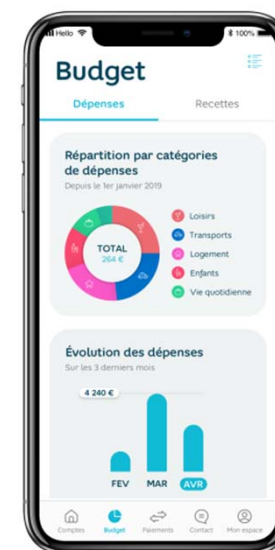 Hello
100%
Budget
Dépenses
Recettes
Répartition par catégories
de dépenses
Depuis le 1er janvier 2019
TOTAL
264 €
Loisirs
Transports
Logement
Enfants
Vie quotidienne
Évolution des dépenses
Sur les 3 derniers mois
4 240 €
FEV
MAR
AVR
Comptes
Budget
Paiements
Contact
Mon espace